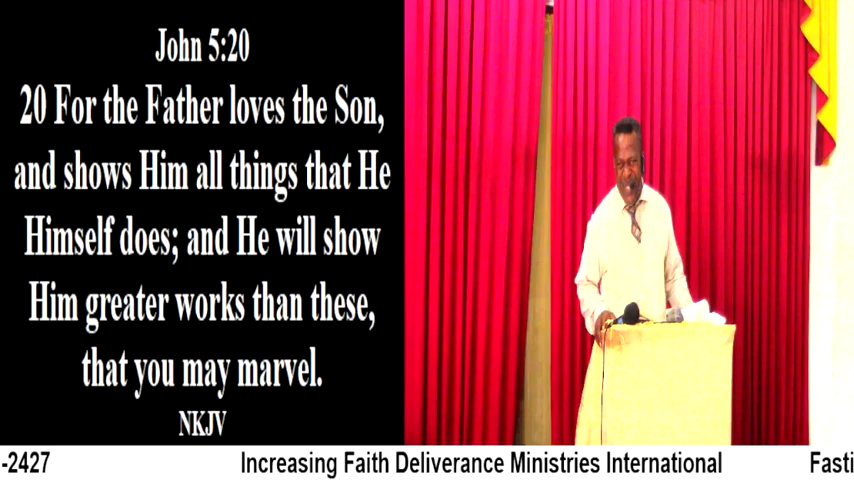 John 5:20
20 For the Father loves the Son,
and shows Him all things that He
Himself does; and He will show
Him greater works than these,
that you may marvel.
NKJV
-2427 Increasing Faith Deliverance Ministries International Fasti